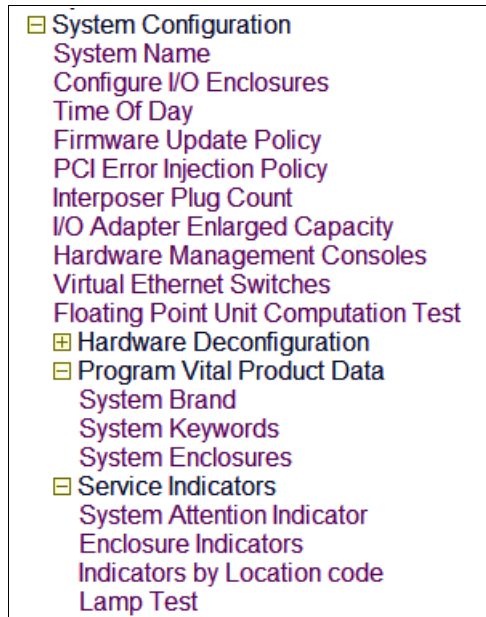 System Configuration
System Name
Configure I/O Enclosures
Time Of Day
Firmware Update Policy
PCI Error Injection Policy
Interposer Plug Count
I/O Adapter Enlarged Capacity
Hardware Management Consoles
Virtual Ethernet Switches
Floating Point Unit Computation Test
Hardware Deconfiguration
Program Vital Product Data
System Brand
System Keywords
System Enclosures
Service Indicators
System Attention Indicator
Enclosure Indicators
Indicators by Location code
Lamp Test